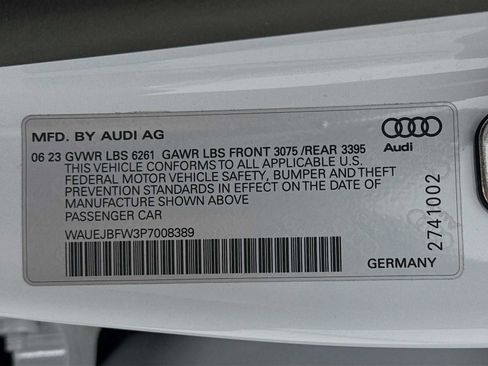 MFD. BY AUDI AG
06 23 GVWR LBS 6261 GAWR LBS FRONT 3075 /REAR 3395
THIS VEHICLE CONFORMS TO ALL APPLICABLE U.S.
FEDERAL MOTOR VEHICLE SAFETY, BUMPER AND THEFT
PREVENTION STANDARDS IN EFFECT ON THE DATE OF
MANUFACTURE SHOWN ABOVE
PASSENGER CAR
WAUEJBFW3P7008389
Audi
2741002
GERMANY